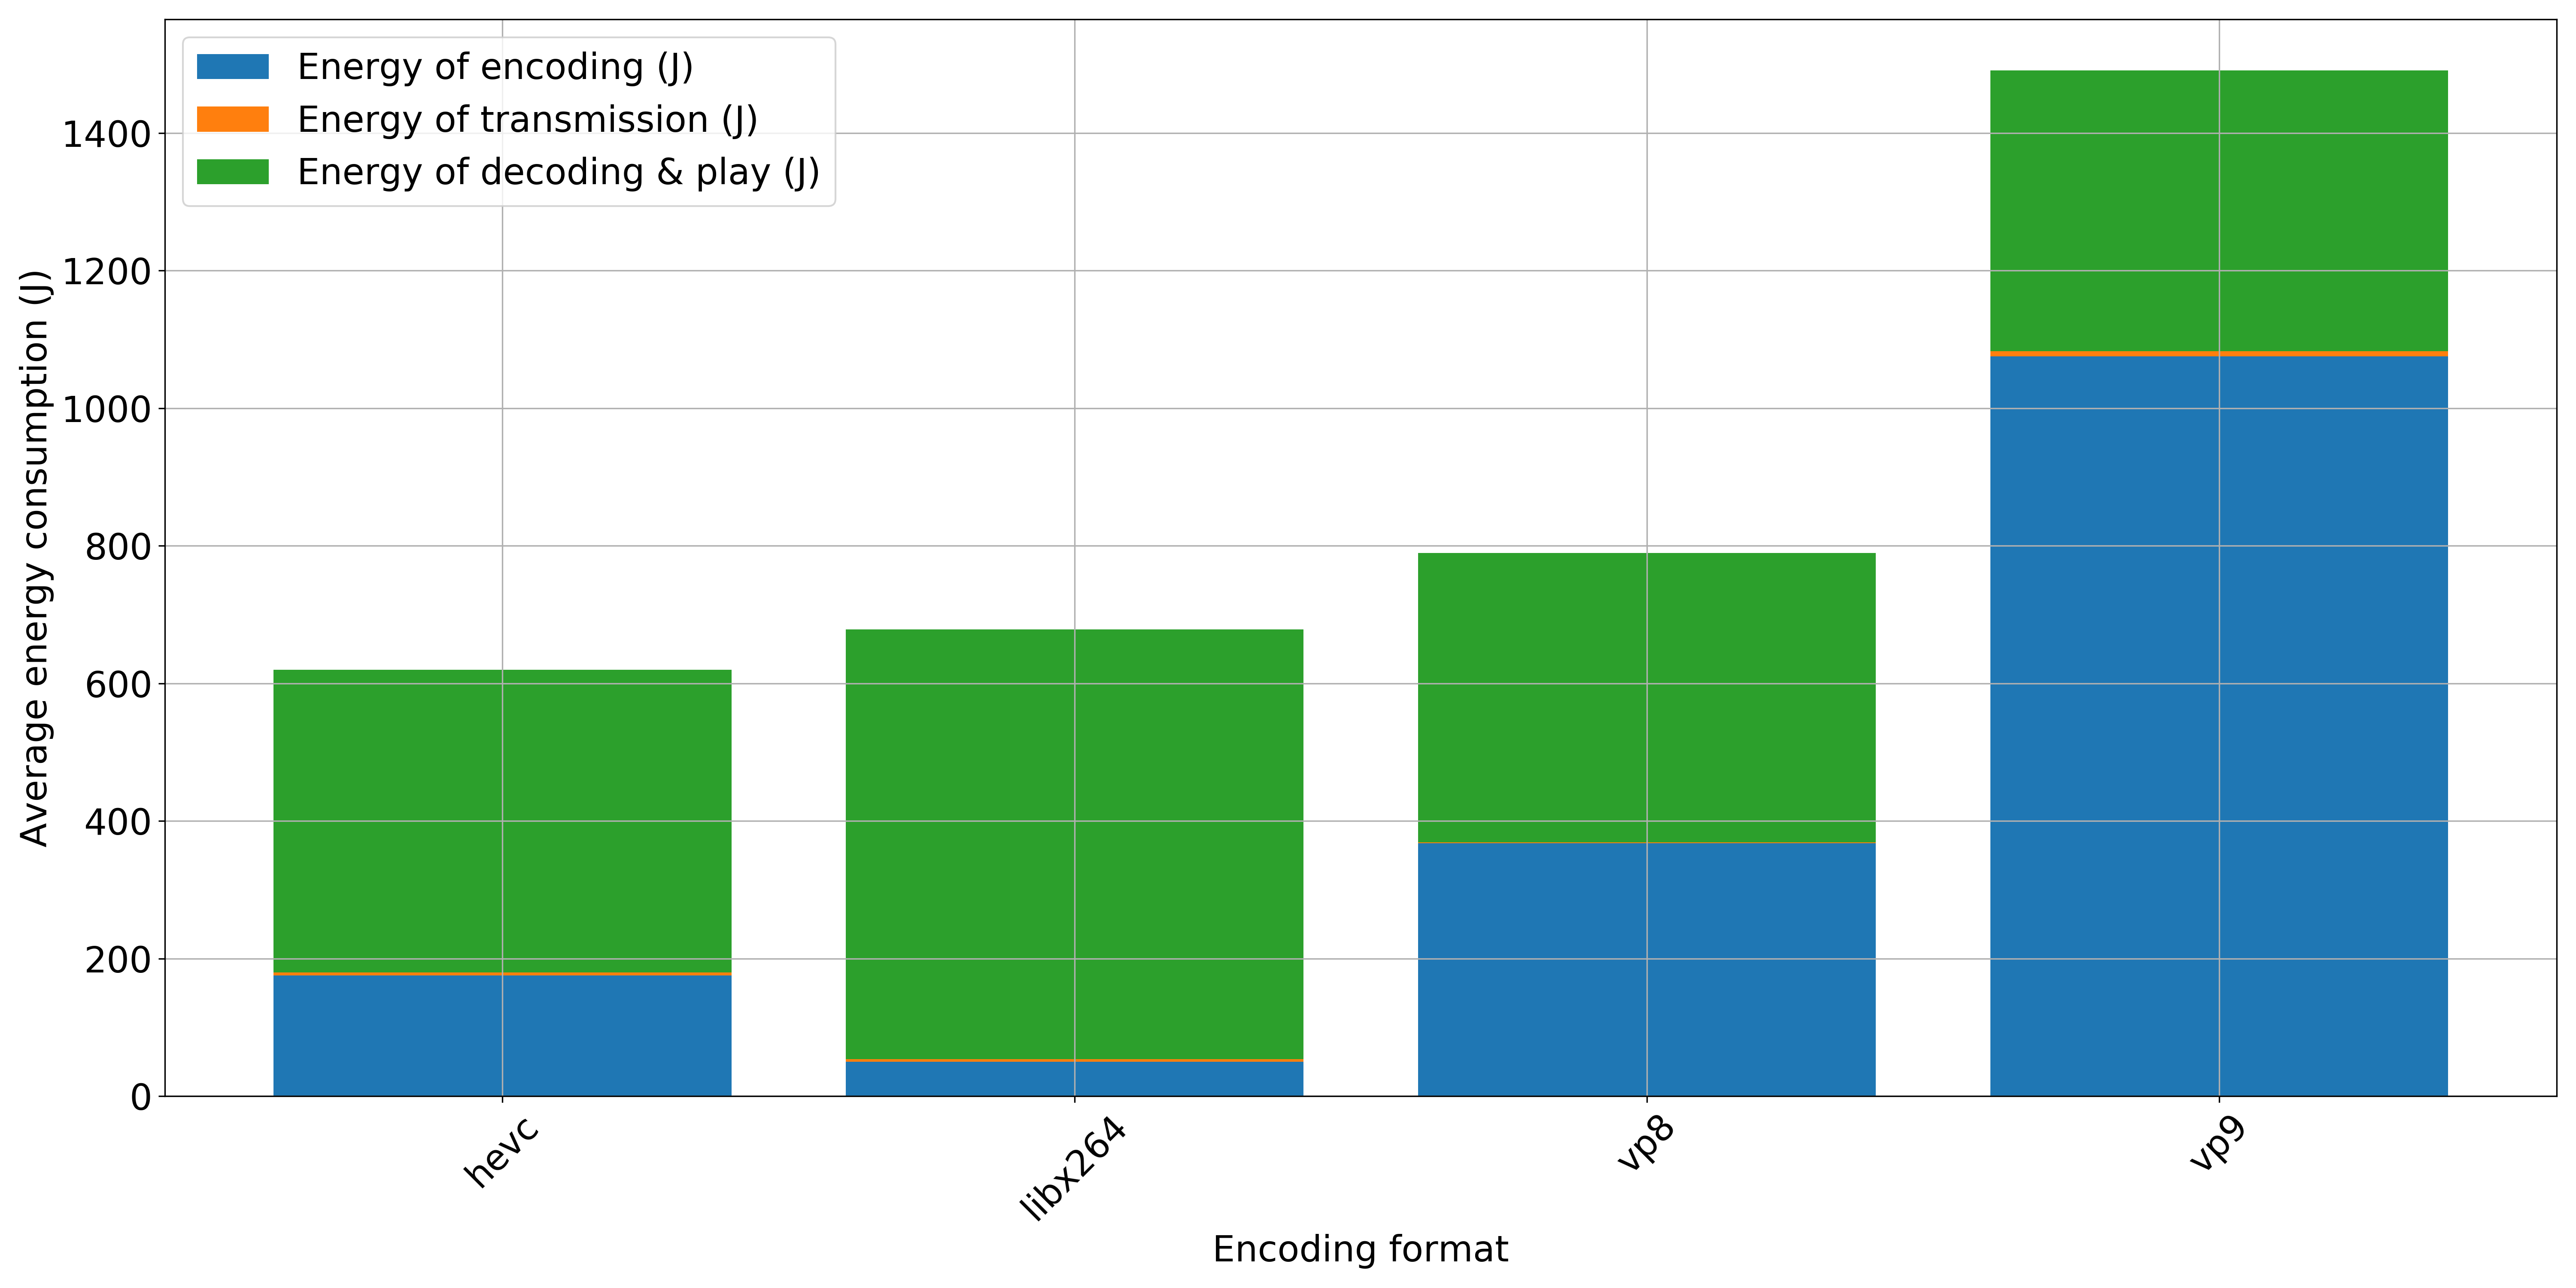 Energy of encoding (J)
Energy of transmission (J)
Energy of decoding & play (J)
Average energy consumption (J)
1400
1200
1000
800
600
400
200
0
hevc
libx264
vp8
vp9
Encoding format